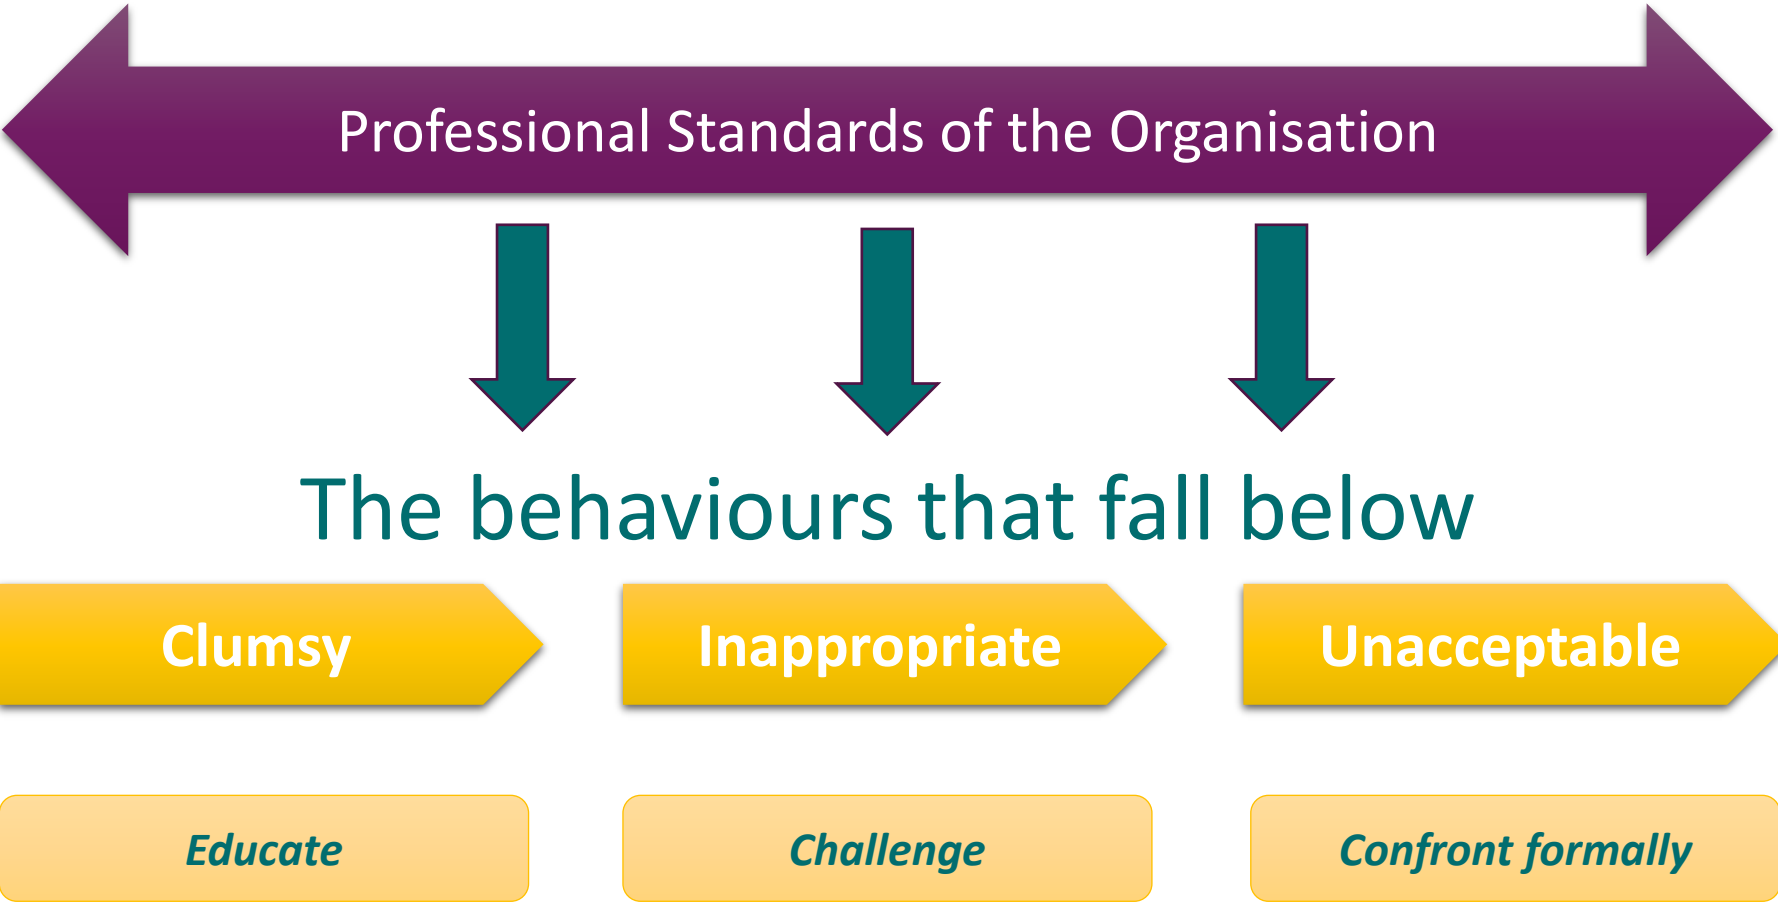 Professional Standards of the Organisation
The behaviours that fall below
Clumsy
Inappropriate
Unacceptable
Educate
Challenge
Confront formally